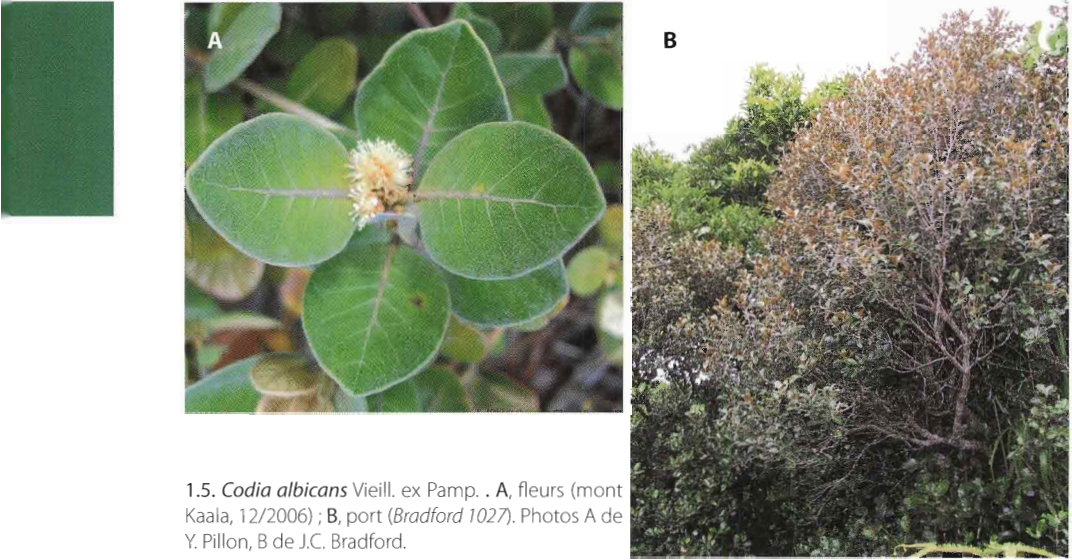 A
B
1.5. Codia albicans Vieill. ex Pamp. . A, fleurs (mont
Kaala, 12/2006) ; B, port (Bradford 1027). Photos A de
Y. Pillon, B de J.C. Bradford.